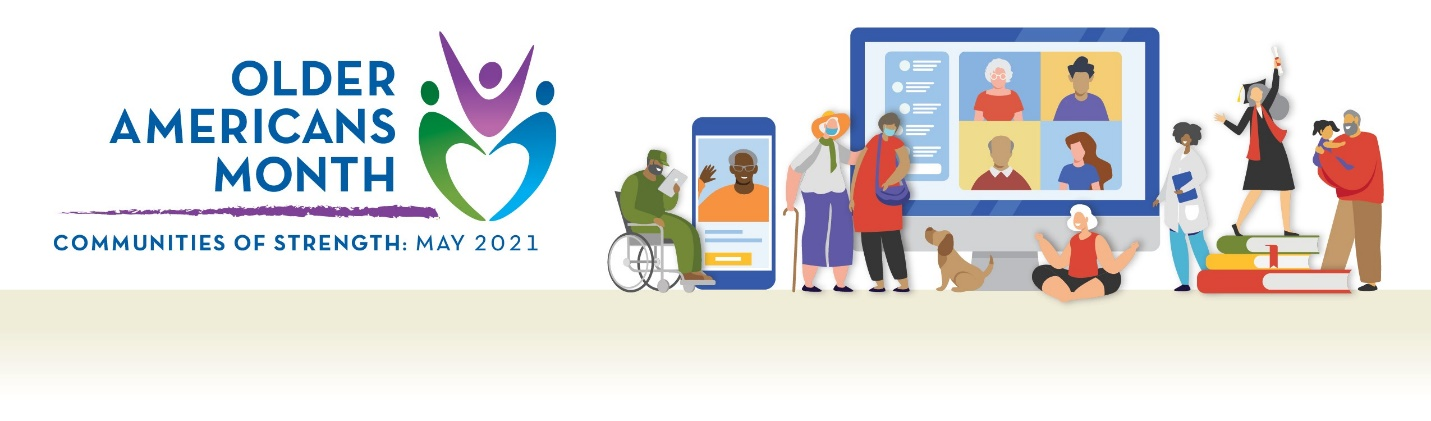 OLDER
AMERICANS
MONTH
COMMUNITIES OF STRENGTH: MAY 2021